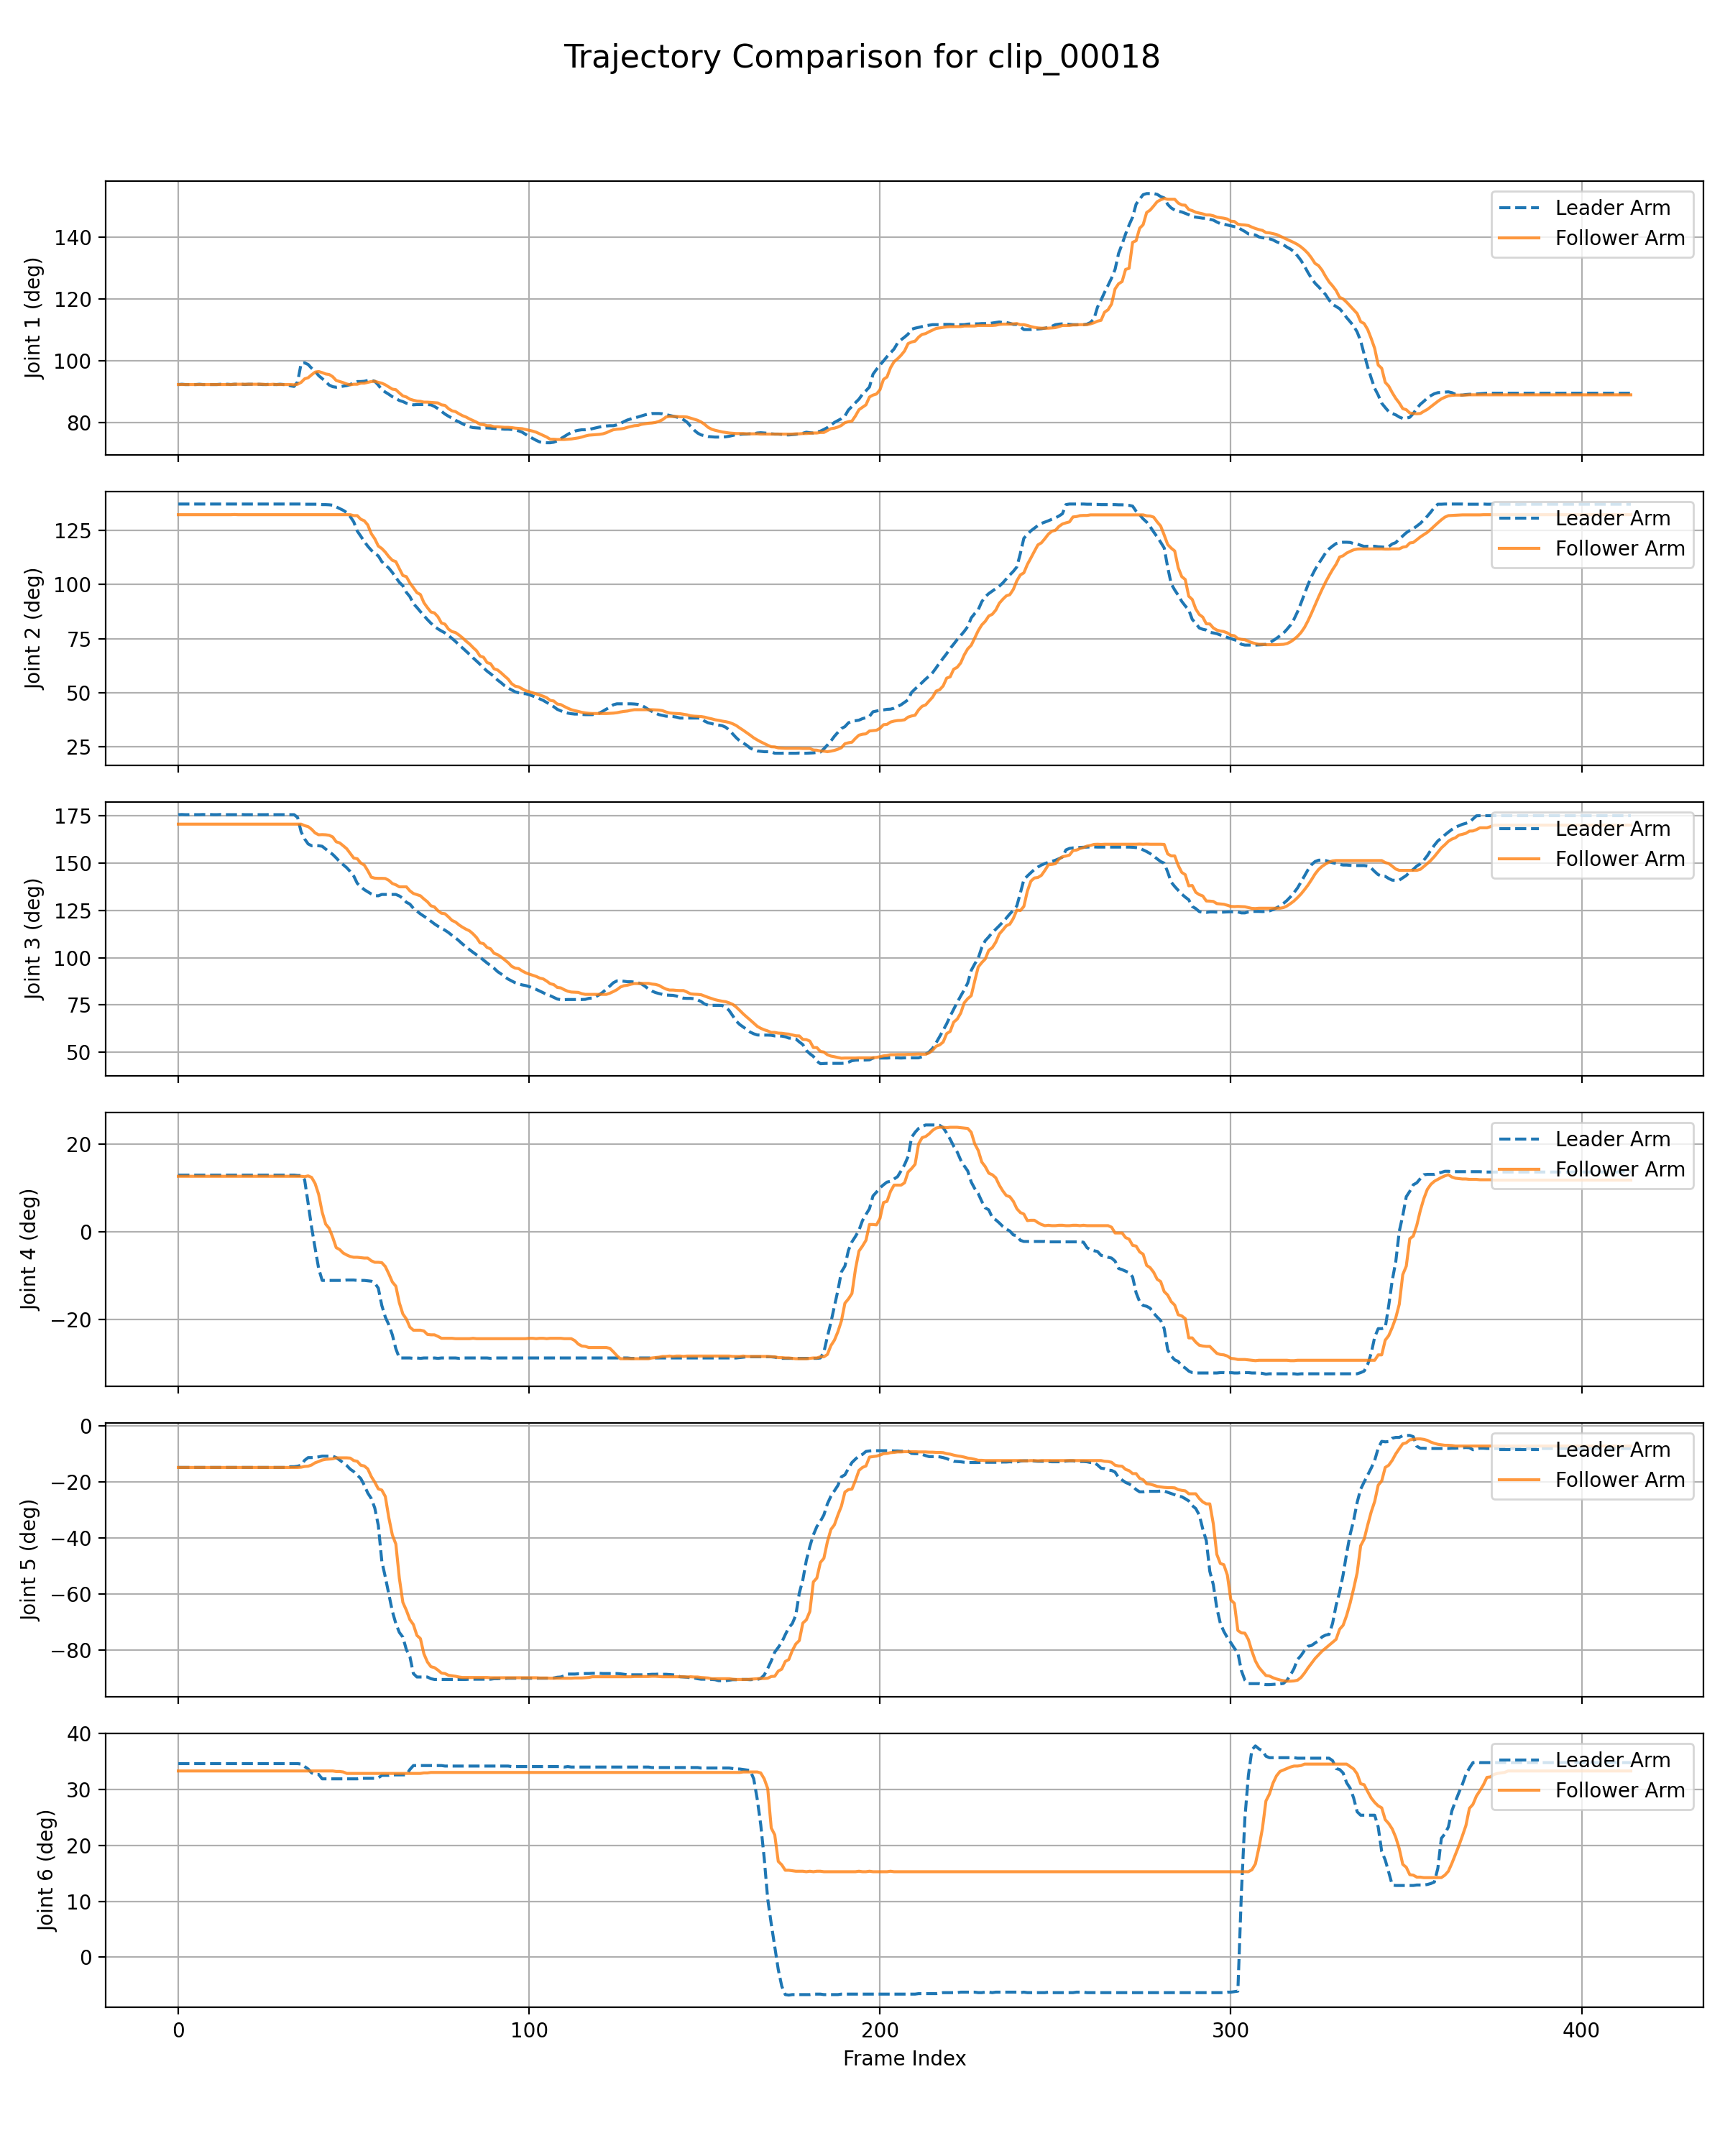 Trajectory Comparison for clip_00018
Joint 1 (deg)
140
120
100
80
Leader Arm
Follower Arm
Joint 2 (deg)
125
100
75
50
25
Leader Arm
Follower Arm
Joint 3 (deg)
175
150
125
100
75
50
Leader Arm
Follower Arm
Joint 4 (deg)
20
0
−20
Leader Arm
Follower Arm
Joint 5 (deg)
0
−20
−40
−60
−80
Leader Arm
Follower Arm
Joint 6 (deg)
40
30
20
10
0
Leader Arm
Follower Arm
0 100 200 300 400
Frame Index